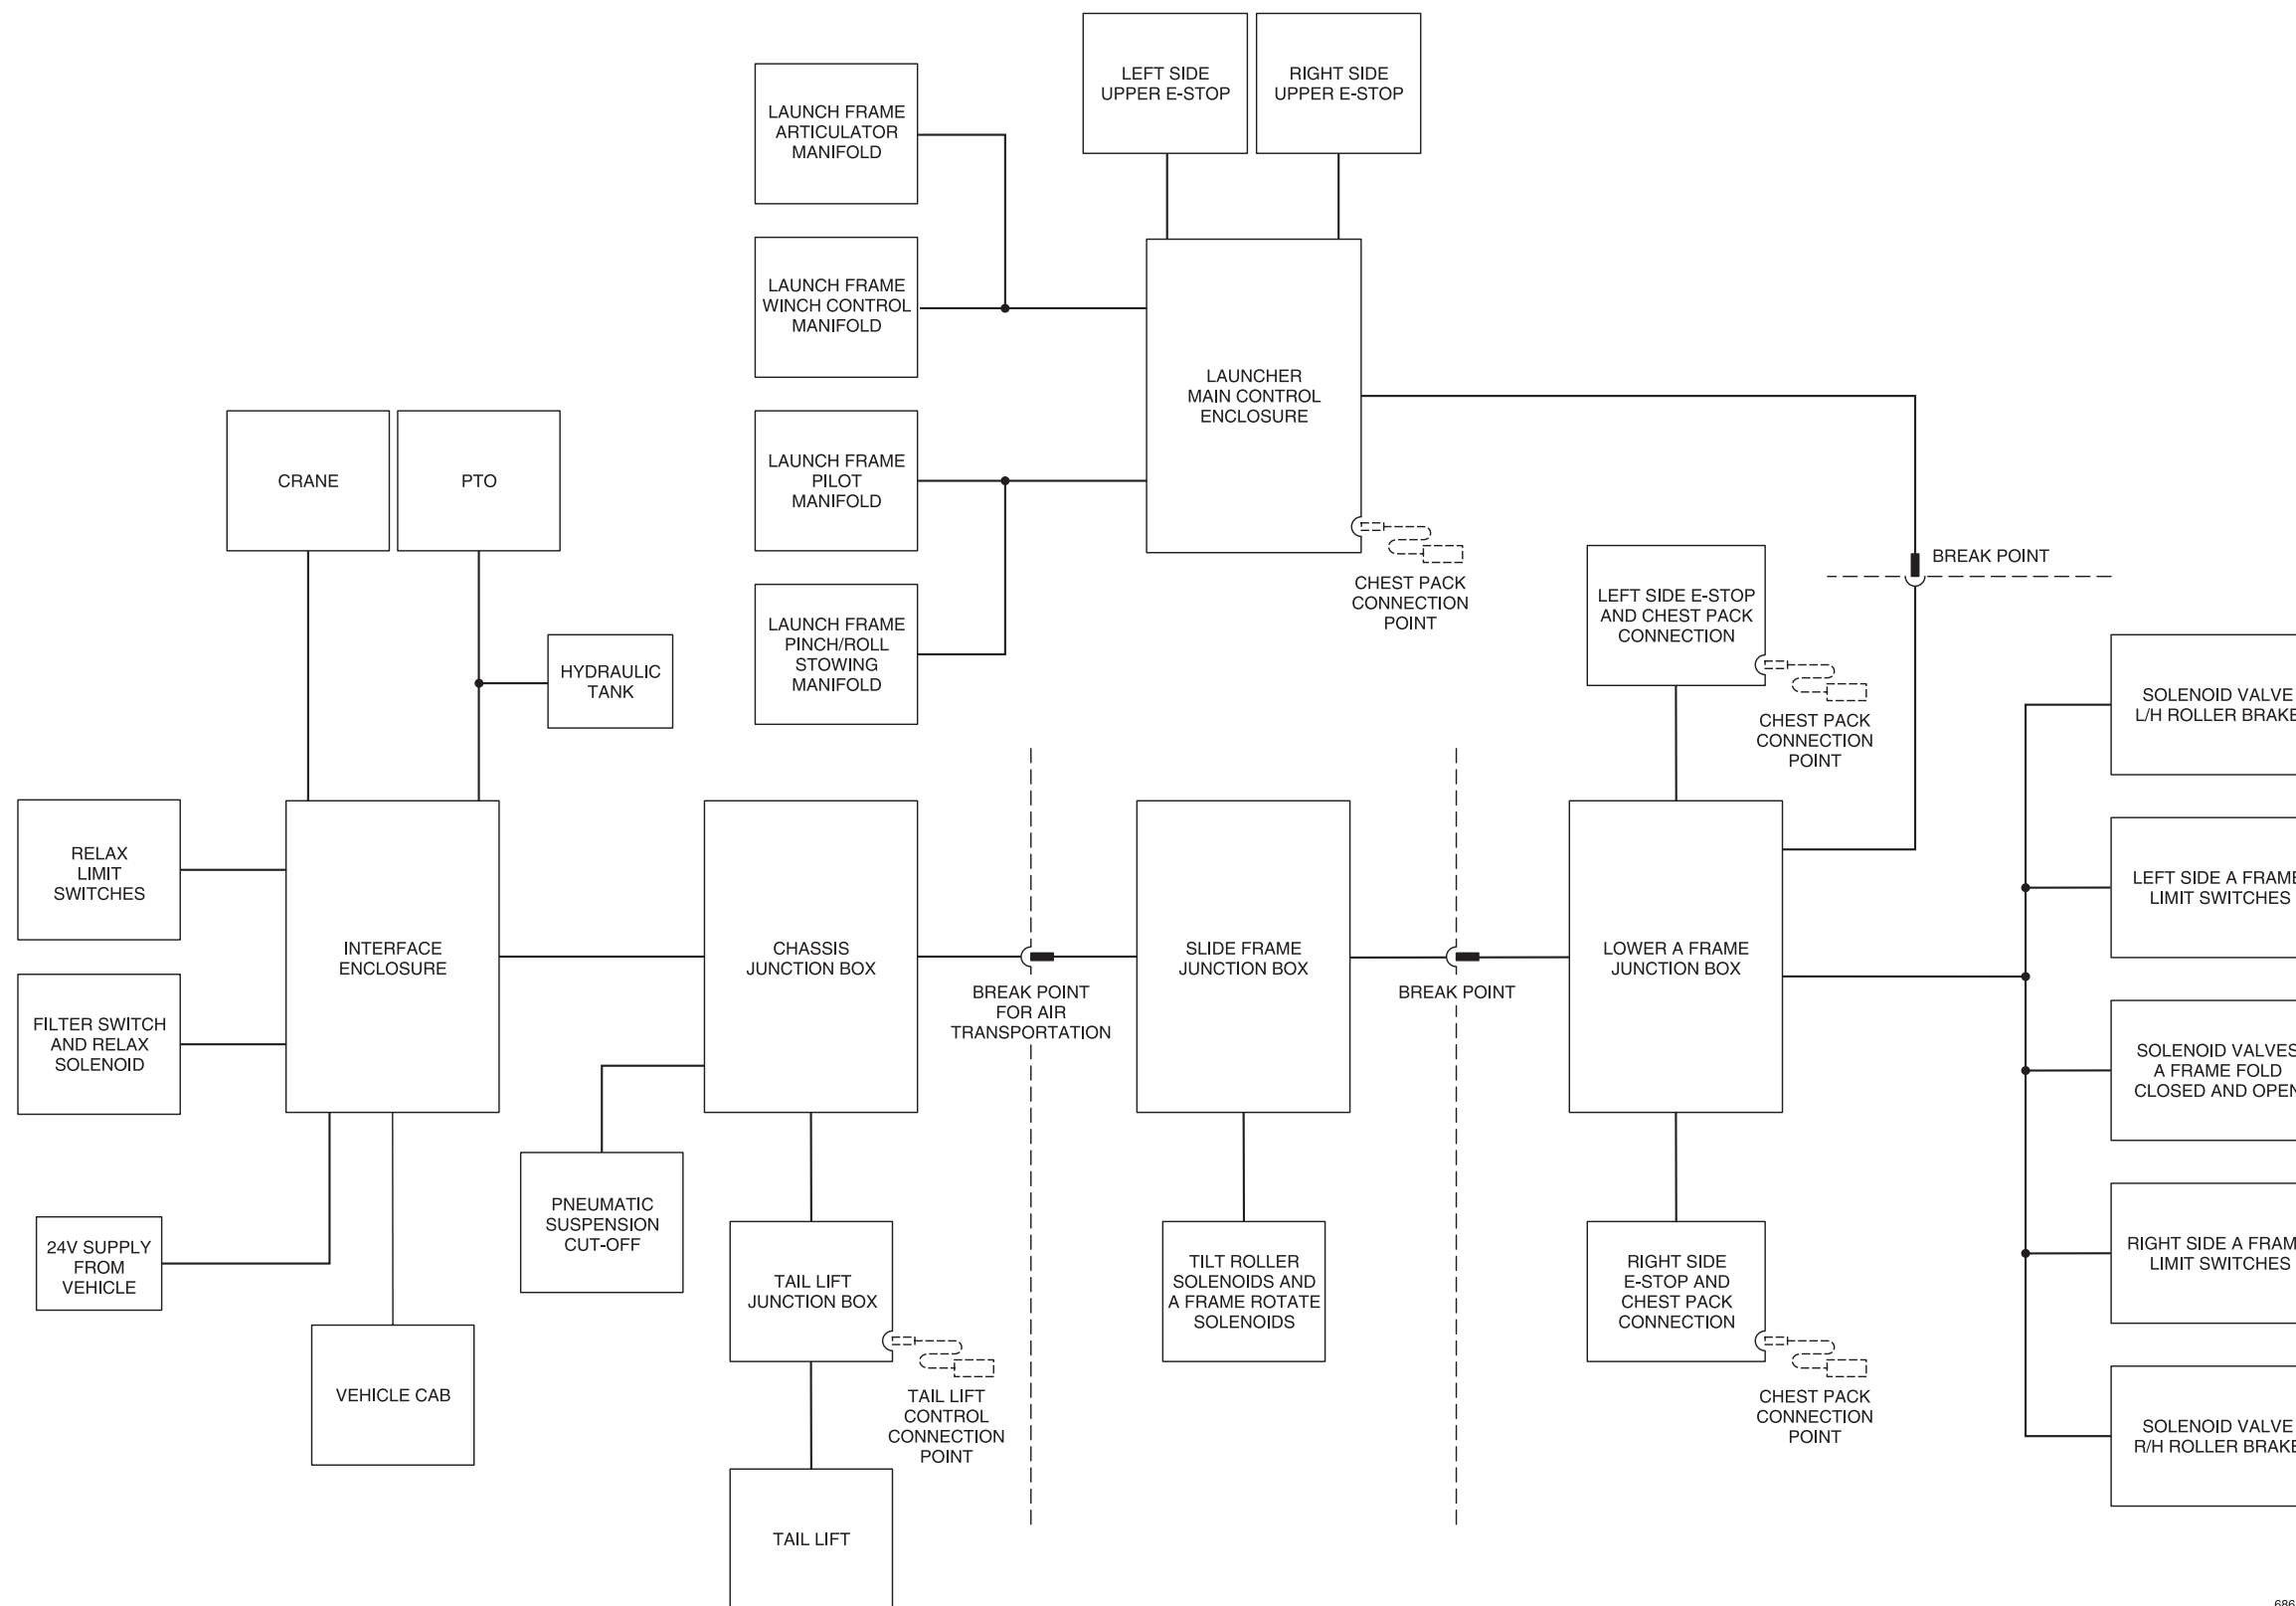 LEFT SIDE
UPPER E-STOP
RIGHT SIDE
UPPER E-STOP
LAUNCH FRAME
ARTICULATOR
MANIFOLD
LAUNCH FRAME
WINCH CONTROL
MANIFOLD
LAUNCHER
MAIN CONTROL
ENCLOSURE
CRANE
PTO
LAUNCH FRAME
PILOT
MANIFOLD
CHEST PACK
CONNECTION
POINT
BREAK POINT
LEFT SIDE E-STOP
AND CHEST PACK
CONNECTION
LAUNCH FRAME
PINCH/ROLL
STOWING
MANIFOLD
HYDRAULIC
TANK
CHEST PACK
CONNECTION
POINT
SOLENOID VALVE
L/H ROLLER BRAKE
RELAX
LIMIT
SWITCHES
LEFT SIDE A FRAME
LIMIT SWITCHES
INTERFACE
ENCLOSURE
CHASSIS
JUNCTION BOX
SLIDE FRAME
JUNCTION BOX
LOWER A FRAME
JUNCTION BOX
BREAK POINT
FOR AIR
TRANSPORTATION
BREAK POINT
FILTER SWITCH
AND RELAX
SOLENOID
SOLENOID VALVES
A FRAME FOLD
CLOSED AND OPEN
PNEUMATIC
SUSPENSION
CUT-OFF
24V SUPPLY
FROM
VEHICLE
TAIL LIFT
JUNCTION BOX
TILT ROLLER
SOLENOIDS AND
A FRAME ROTATE
SOLENOIDS
RIGHT SIDE
E-STOP AND
CHEST PACK
CONNECTION
RIGHT SIDE A FRAM
LIMIT SWITCHES
VEHICLE CAB
TAIL LIFT
CONTROL
CONNECTION
POINT
CHEST PACK
CONNECTION
POINT
SOLENOID VALVE
R/H ROLLER BRAKE
TAIL LIFT
686